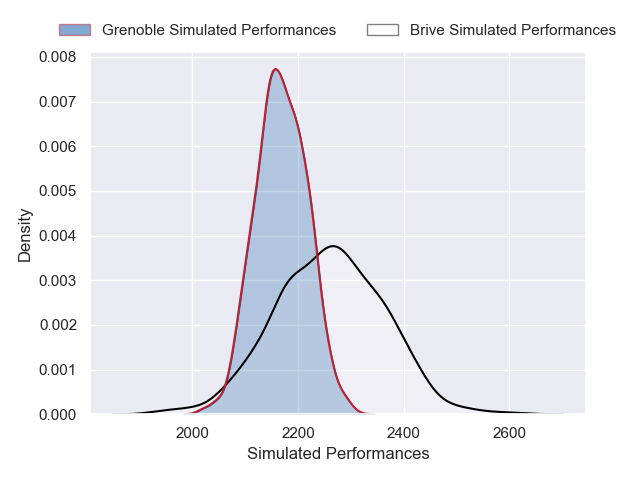 Grenoble Simulated Performances
Brive Simulated Performances
0.008
0.007
0.006
0.005
0.004
0.003
0.002
0.001
0.000
Density
2000 2200 2400 2600
Simulated Performances